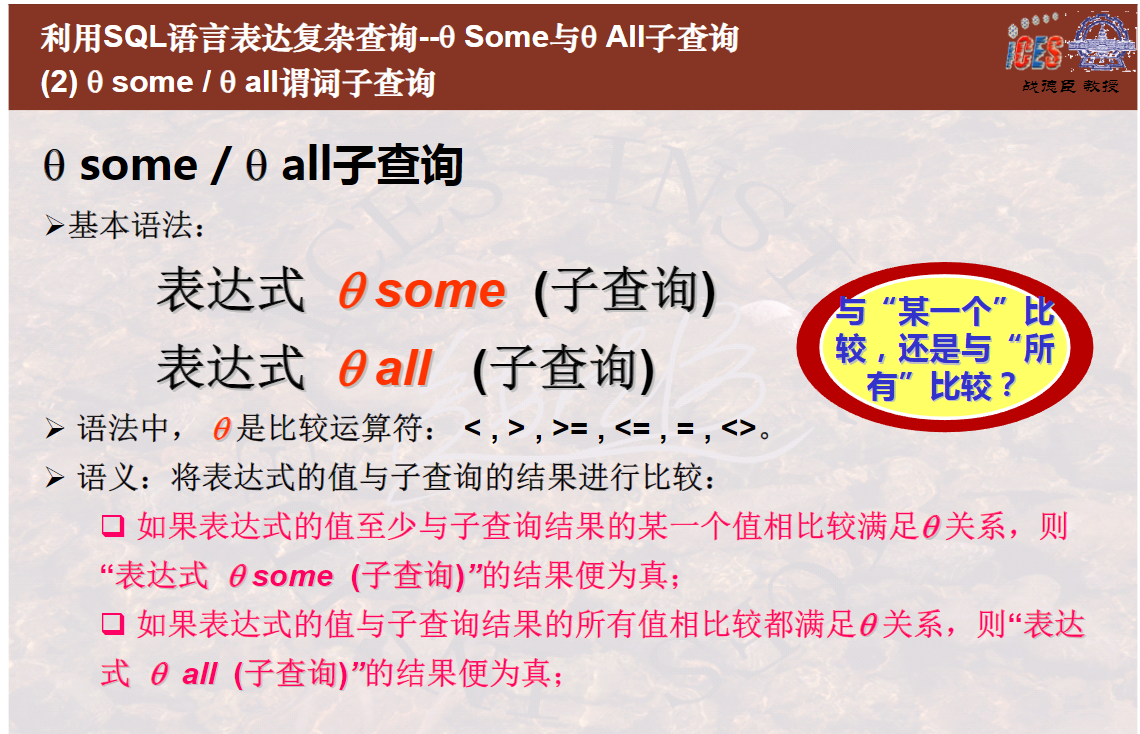 利用SQL语言表达复杂查询--θ Some与θ All子查询
(2) θ some / θ all谓词子查询
iCES
战德臣 教授
θ some / θ all子查询
➢基本语法：
表达式 θ some (子查询)
表达式 θ all (子查询)
与“某一个”比
较，还是与“所
有”比较？
➢ 语法中， θ 是比较运算符： < , > , >= , <= , = , <>。
➢ 语义：将表达式的值与子查询的结果进行比较：
❑ 如果表达式的值至少与子查询结果的某一个值相比较满足θ 关系，则
“表达式 θ some (子查询)”的结果便为真；
❑ 如果表达式的值与子查询结果的所有值相比较都满足θ 关系，则“表达
式 θ all (子查询)”的结果便为真；